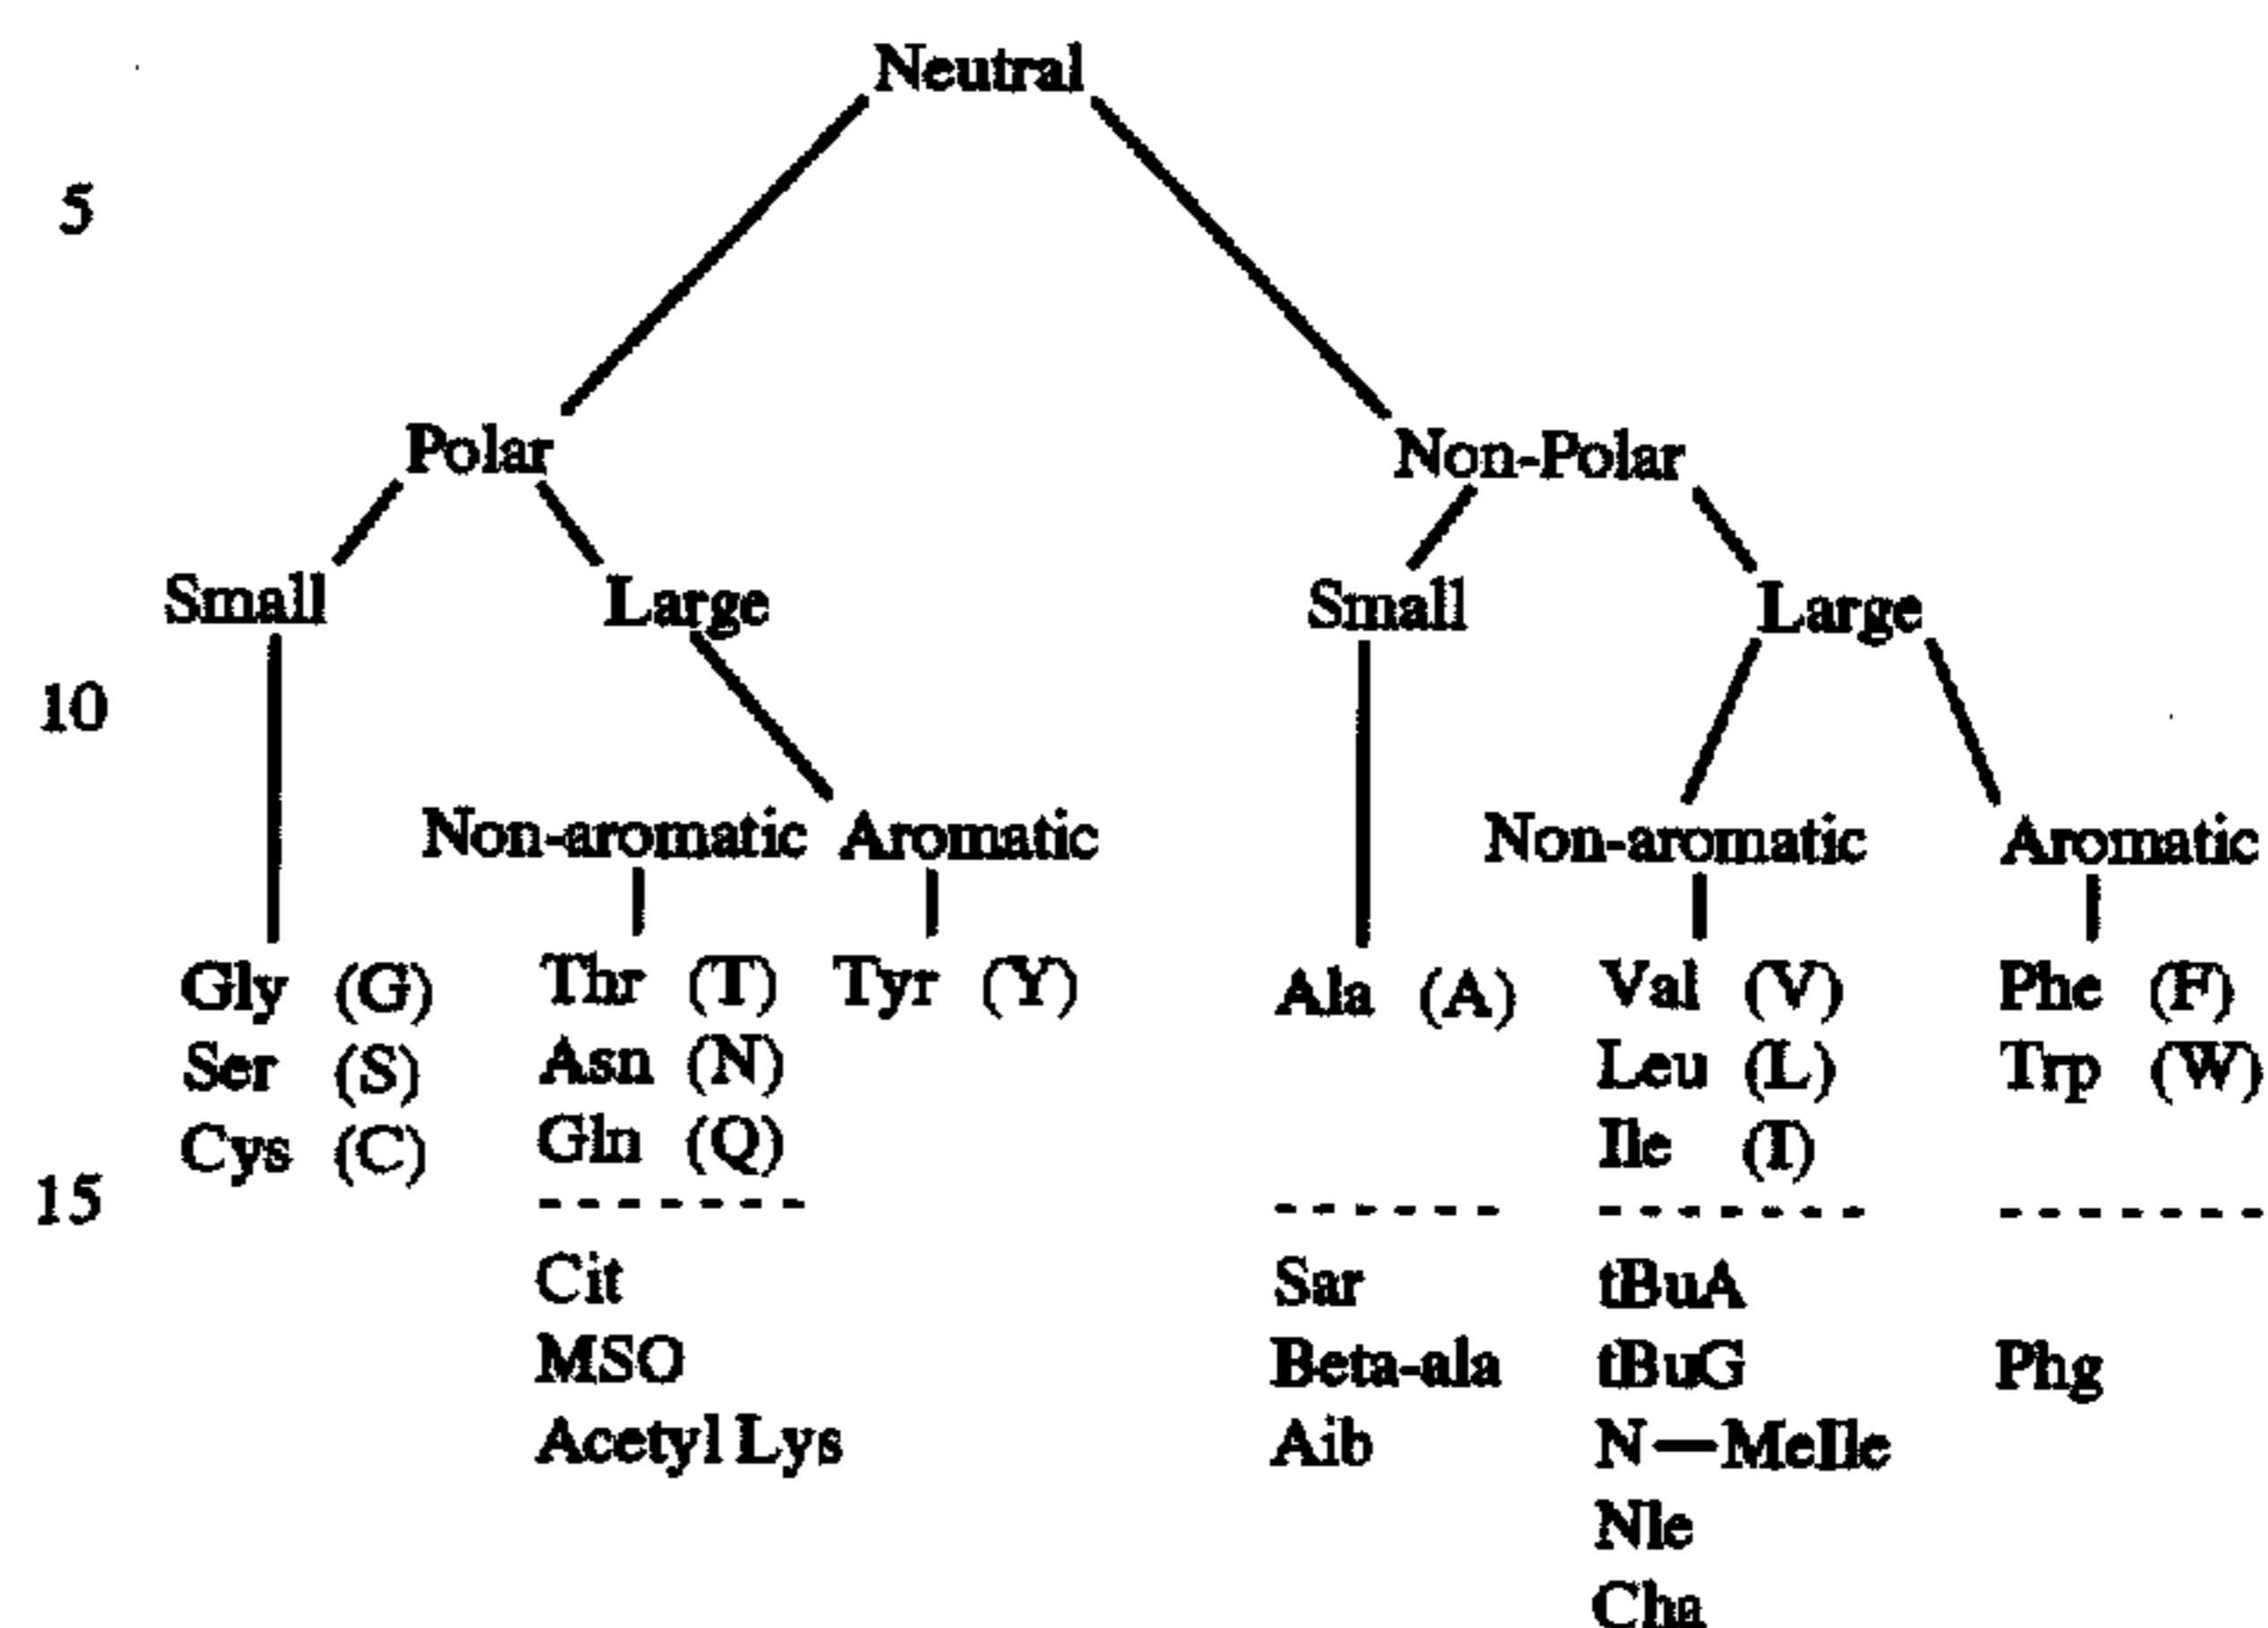 Neutral
5
Polar Non-Polar
Small Large Small Large
10
Non-aromatic Aromatic Non-aromatic Aromatic
Gly (G) Thr (T) Tyr (Y) Ala (A) Val (V) Phe (F)
Ser (S) Asn (N) Leu (L) Trp (W)
Cys (C) Gln (Q) Ile (I)
15 - - - - - - - - - - - - - - - - - - - - - - - - - - -
Cit Sar tBuA
MSO Beta-ala tBuG Phg
Acetyl Lys Aib N—MeIle
Nle
Cha